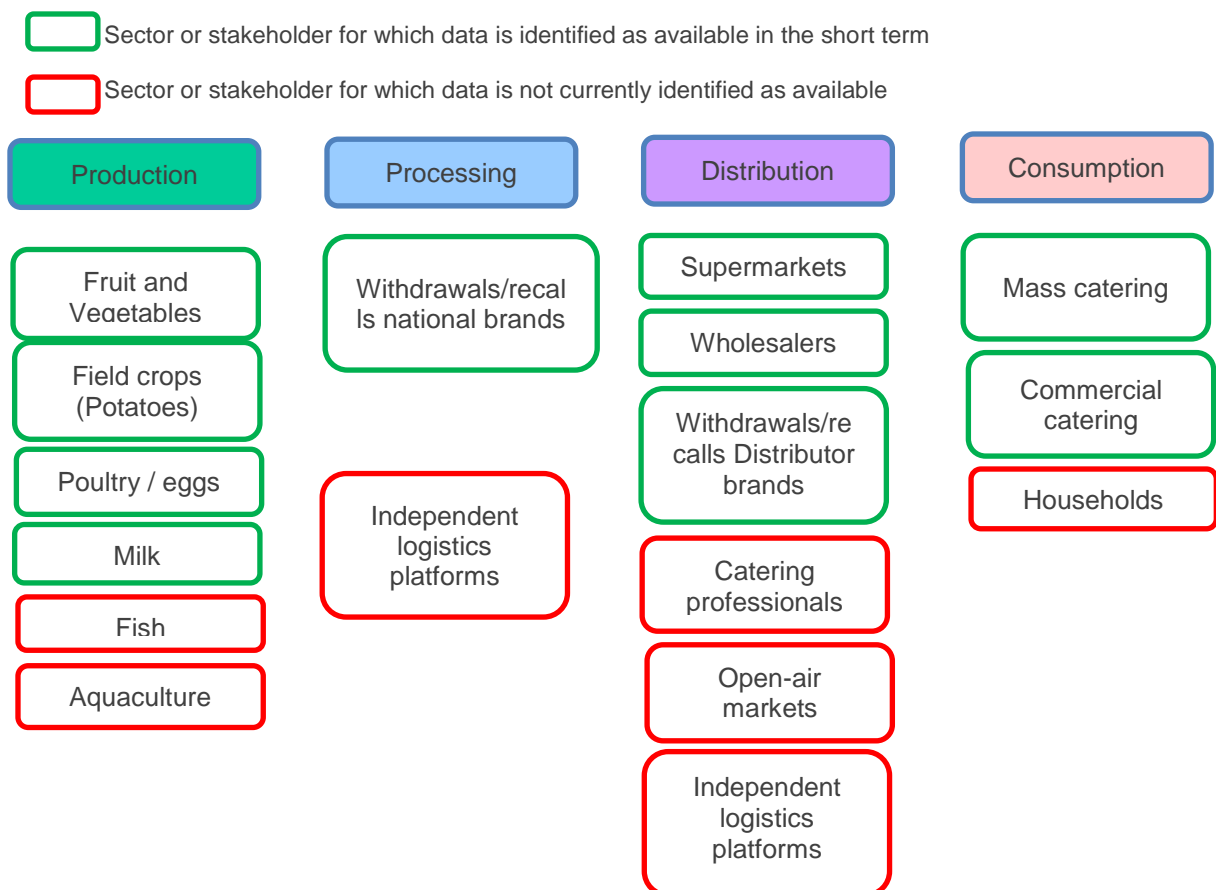 Sector or stakeholder for which data is identified as available in the short term
Sector or stakeholder for which data is not currently identified as available
Production
Processing
Distribution
Consumption
Fruit and
Vegetables
Field crops
(Potatoes)
Poultry / eggs
Milk
Fish
Aquaculture
Withdrawals/recal
ls national brands
Independent
logistics
platforms
Supermarkets
Wholesalers
Withdrawals/re
calls Distributor
brands
Catering
professionals
Open-air
markets
Independent
logistics
platforms
Mass catering
Commercial
catering
Households